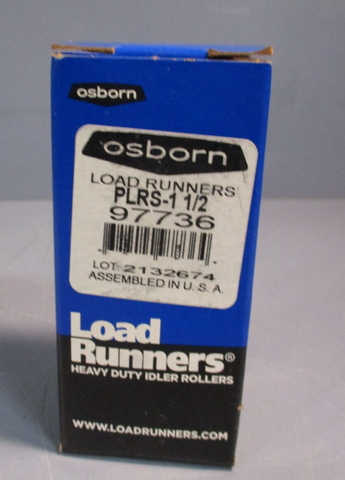 osborn
osborn
LOAD RUNNERS
PLRS-1 1/2
97736
LOT: 2132674
ASSEMBLED IN U. S. A.
Load
Runners®
HEAVY DUTY IDLER ROLLERS
WWW.LOADRUNNERS.COM